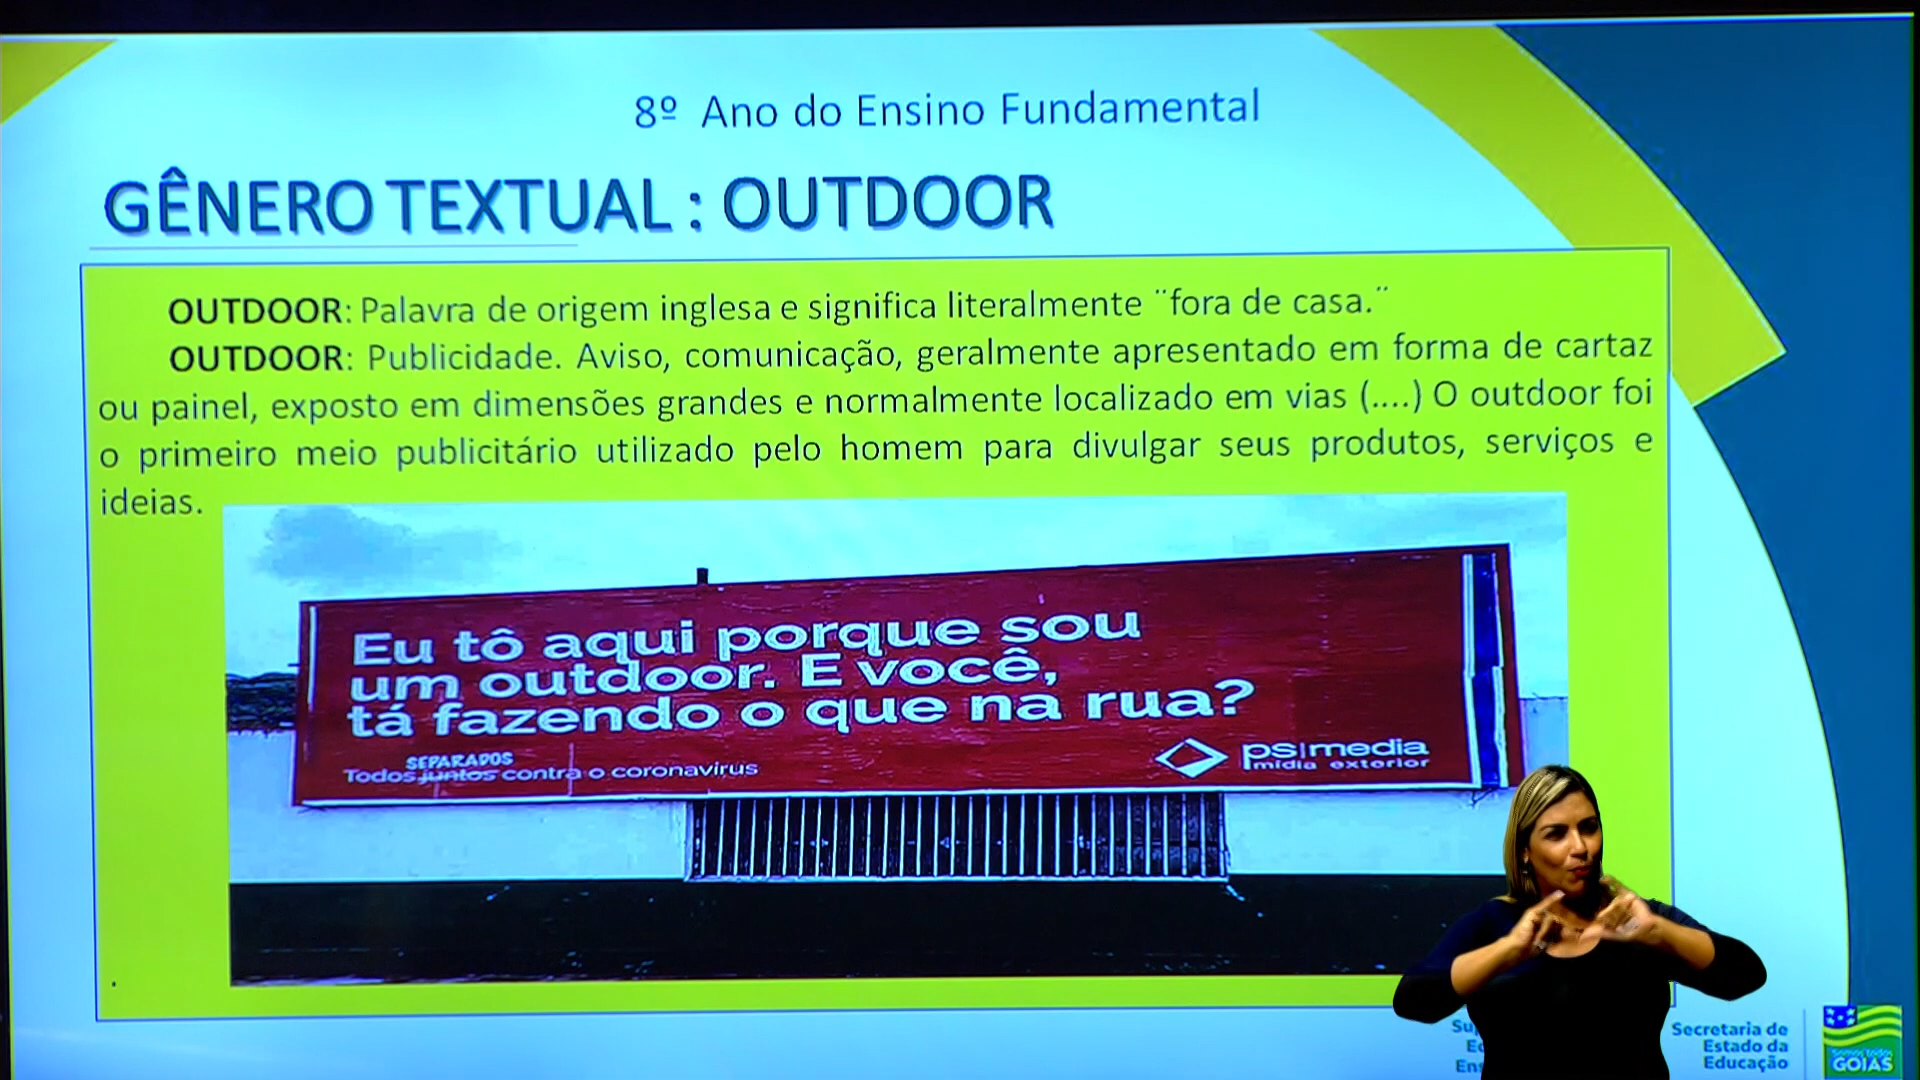 8º Ano do Ensino Fundamental
GÊNERO TEXTUAL : OUTDOOR
OUTDOOR: Palavra de origem inglesa e significa literalmente ¨fora de casa.¨
OUTDOOR: Publicidade. Aviso, comunicação, geralmente apresentado em forma de cartaz
ou painel, exposto em dimensões grandes e normalmente localizado em vias (....) O outdoor foi
o primeiro meio publicitário utilizado pelo homem para divulgar seus produtos, serviços e
ideias.
Eu tô aqui porque sou
um outdoor. E você,
tá fazendo o que na rua?
SEPARADOS
Todos juntos contra o coronavírus
ps|media
mídia exterior
.
Secretaria de
Estado da
Educação
Somos todos
GOIÁS